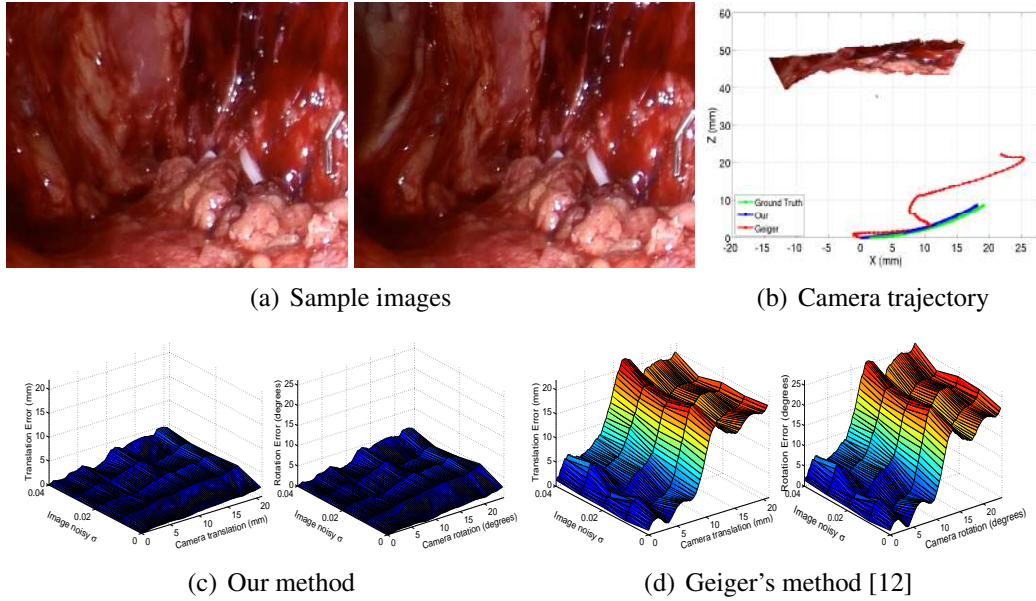 60
50
40
30
20
10
0
Z (mm)
Ground Truth
Our
Geiger
-20 -15 -10 -5 0 5 10 15 20 25
X (mm)
(a) Sample images
(b) Camera trajectory
20
15
10
5
0
Translation Error (mm)
0.04
0.02
0
Image noisy σ
0 5 10 15 20
Camera translation (mm)
25
20
15
10
5
0
Rotation Error (degrees)
0.04
0.02
0
Image noisy σ
0 5 10 15 20
Camera rotation (degrees)
20
15
10
5
0
Translation Error (mm)
0.04
0.02
0
Image noisy σ
0 5 10 15 20
Camera translation (mm)
25
20
15
10
5
0
Rotation Error (degrees)
0.04
0.02
0
Image noisy σ
0 5 10 15 20
Camera rotation (degrees)
(c) Our method
(d) Geiger's method [12]